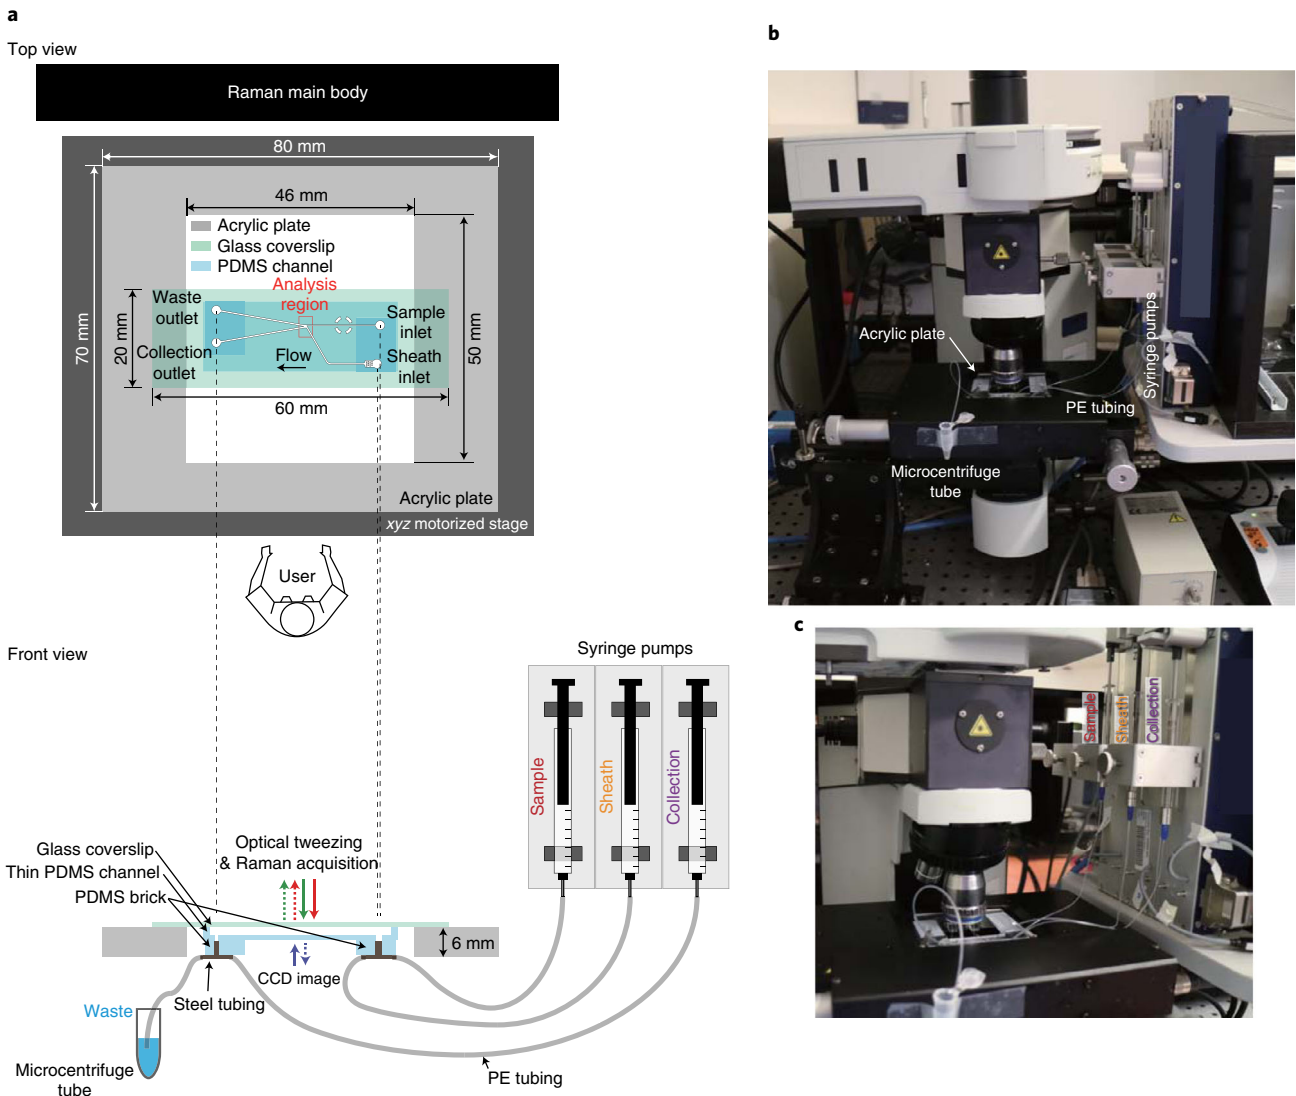 a
Top view
Raman main body
80 mm
46 mm
Acrylic plate
Glass coverslip
PDMS channel
Analysis
region
Waste
outlet
Sample
inlet
70 mm
20 mm
50 mm
Collection
outlet
Flow
Sheath
inlet
60 mm
Acrylic plate
xyz motorized stage
User
Front view
Syringe pumps
Sample
Sheath
Collection
Optical tweezing
& Raman acquisition
Glass coverslip
Thin PDMS channel
PDMS brick
6 mm
CCD image
Steel tubing
Waste
Microcentrifuge
tube
PE tubing
b
Acrylic plate
Syringe pumps
PE tubing
Microcentrifuge
tube
c
Sample
Sheath
Collection